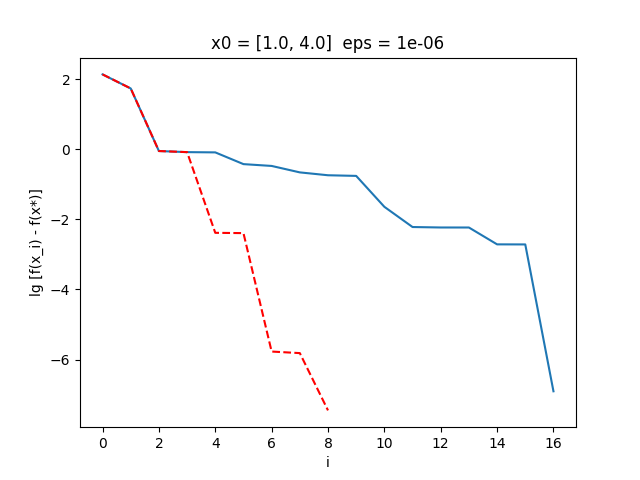 x0 = [1.0, 4.0]  eps = 1e-06
2
0
−2
−4
−6
lg [f(x_i) - f(x*)]
0 2 4 6 8 10 12 14 16
i